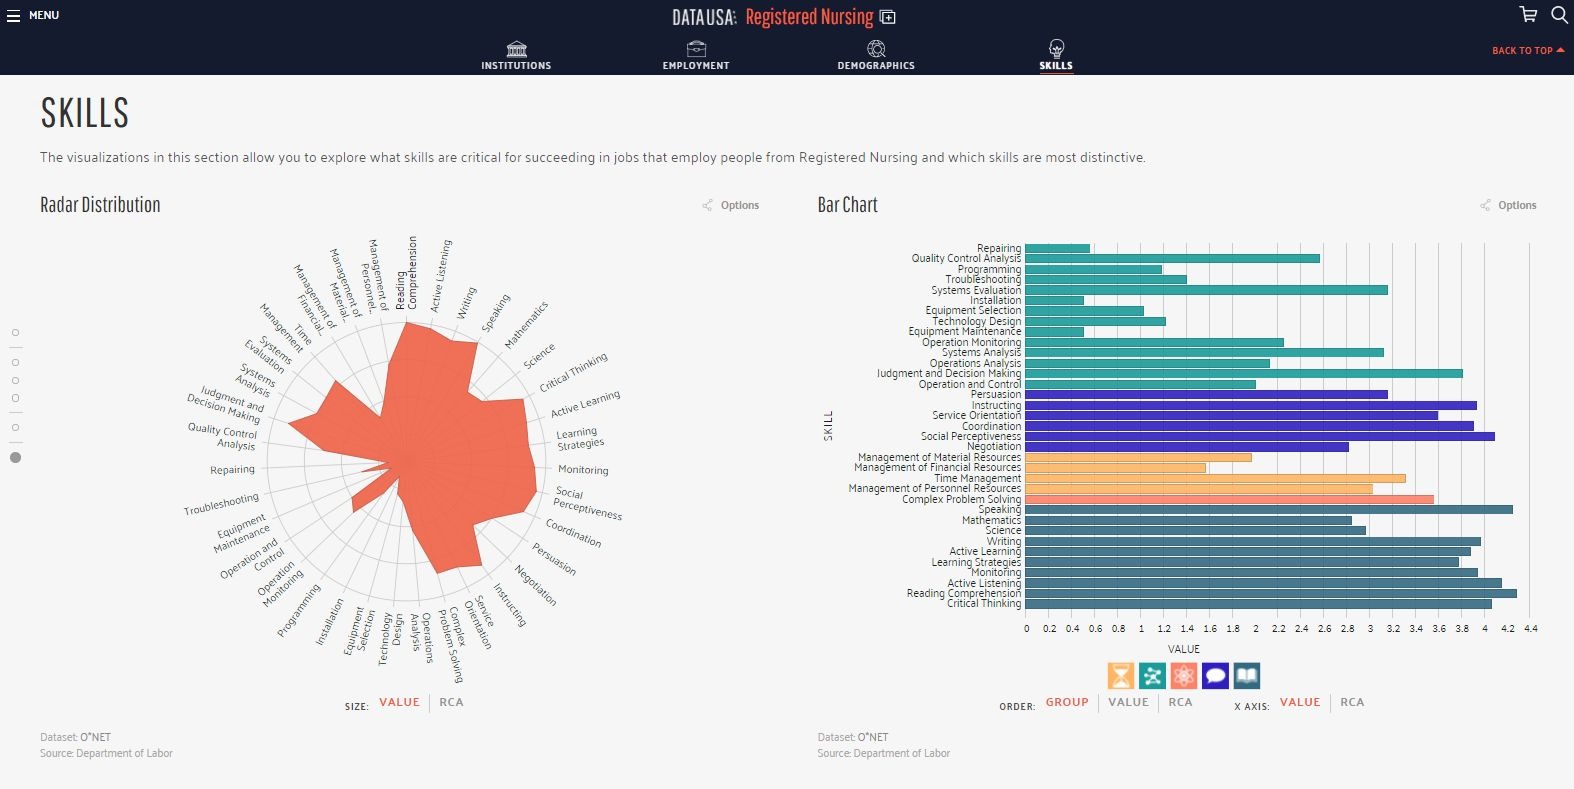 MENU
DATAUSA: Registered Nursing
INSTITUTIONS
EMPLOYMENT
DEMOGRAPHICS
SKILLS
BACK TO TOP
SKILLS
The visualizations in this section allow you to explore what skills are critical for succeeding in jobs that employ people from Registered Nursing and which skills are most distinctive.
Radar Distribution
Options
Reading
Comprehension
Active Listening
Writing
Speaking
Mathematics
Science
Critical Thinking
Active Learning
Learning
Strategies
Monitoring
Social
Perceptiveness
Coordination
Persuasion
Negotiation
Instructing
Service
Orientation
Complex
Problem Solving
Operations
Analysis
Technology
Design
Equipment
Selection
Installation
Programming
Operation
Monitoring
Operation and
Control
Equipment
Maintenance
Troubleshooting
Repairing
Quality Control
Analysis
Judgment and
Decision Making
Systems
Analysis
Systems
Evaluation
Time
Management
Management of
Financial...
Management of
Material...
Management of
Personnel...
SIZE: VALUE RCA
Dataset: O*NET
Source: Department of Labor
Bar Chart
Options
SKILL
Repairing
Quality Control Analysis
Programming
Troubleshooting
Systems Evaluation
Installation
Equipment Selection
Technology Design
Equipment Maintenance
Operation Monitoring
Systems Analysis
Operations Analysis
Judgment and Decision Making
Operation and Control
Persuasion
Instructing
Service Orientation
Coordination
Social Perceptiveness
Negotiation
Management of Material Resources
Management of Financial Resources
Time Management
Management of Personnel Resources
Complex Problem Solving
Speaking
Mathematics
Science
Writing
Active Learning
Learning Strategies
Monitoring
Active Listening
Reading Comprehension
Critical Thinking
0 0.2 0.4 0.6 0.8 1 1.2 1.4 1.6 1.8 2 2.2 2.4 2.6 2.8 3 3.2 3.4 3.6 3.8 4 4.2 4.4
VALUE
ORDER: GROUP VALUE RCA X AXIS: VALUE RCA
Dataset: O*NET
Source: Department of Labor